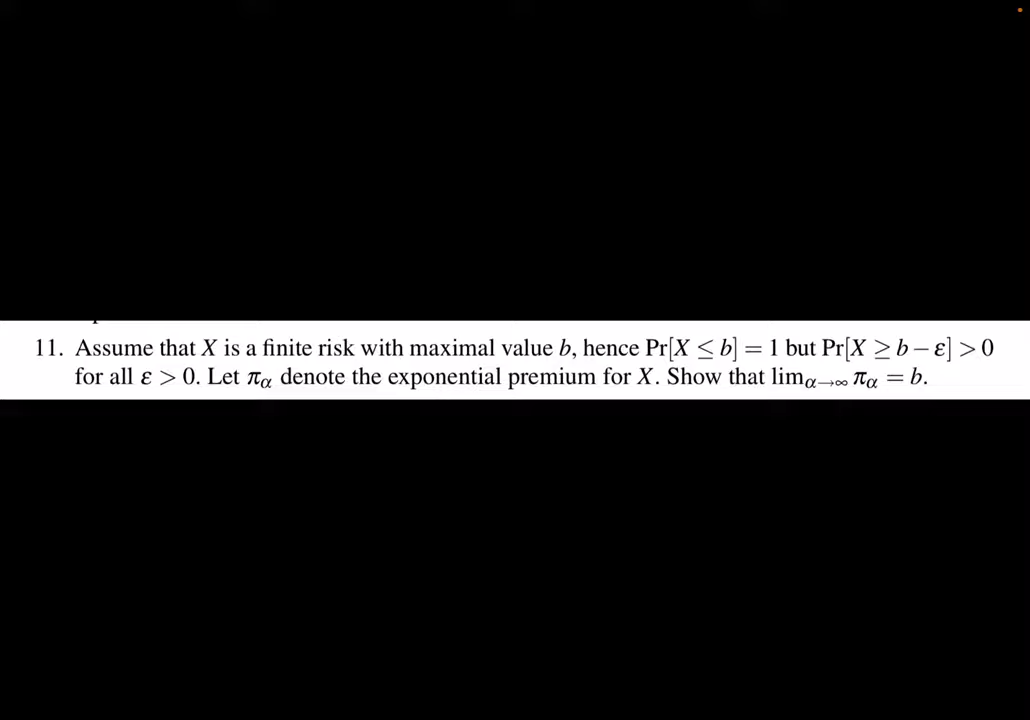 11. Assume that X is a finite risk with maximal value b, hence Pr[X ≤ b] = 1 but Pr[X ≥ b − ε] > 0
for all ε > 0. Let π_α denote the exponential premium for X. Show that lim_{α→∞} π_α = b.